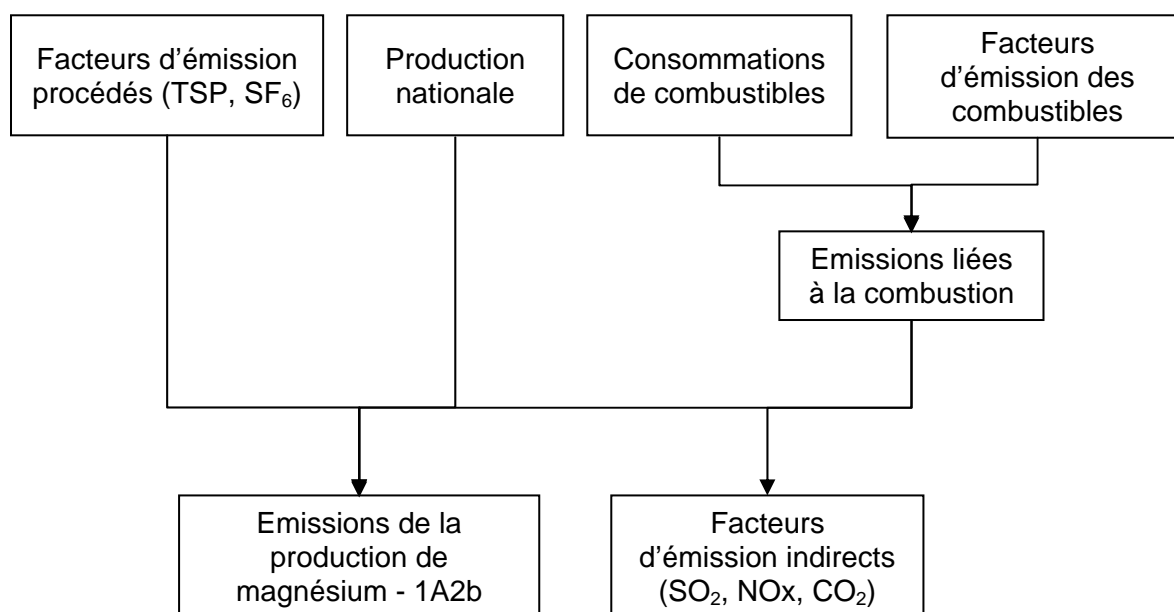 Facteurs d’émission
procédés (TSP, SF₆)
Production
nationale
Consommations
de combustibles
Facteurs
d’émission des
combustibles
Emissions liées
à la combustion
Emissions de la
production de
magnésium - 1A2b
Facteurs
d’émission indirects
(SO₂, NOx, CO₂)